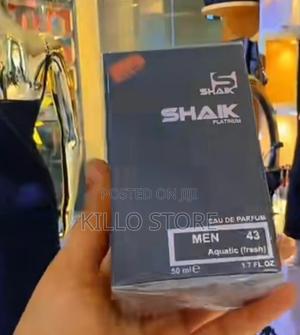 SHAIK
SHAIK
PLATINUM
POSTED ON JIJI
KILLO STORE
EAU DE PARFUM
MEN 43
Aquatic (fresh)
50 ml e 1.7 FL.OZ.